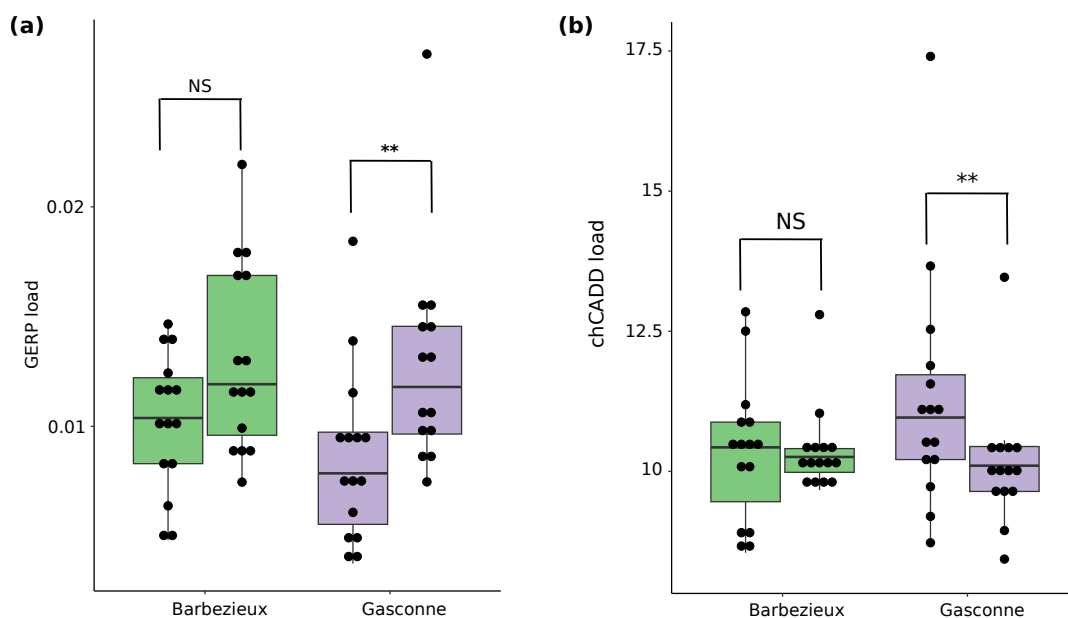 (a)
NS
**
0.02
0.01
GERP load
Barbezieux
Gasconne
(b)
17.5
15
12.5
10
chCADD load
NS
**
Barbezieux
Gasconne